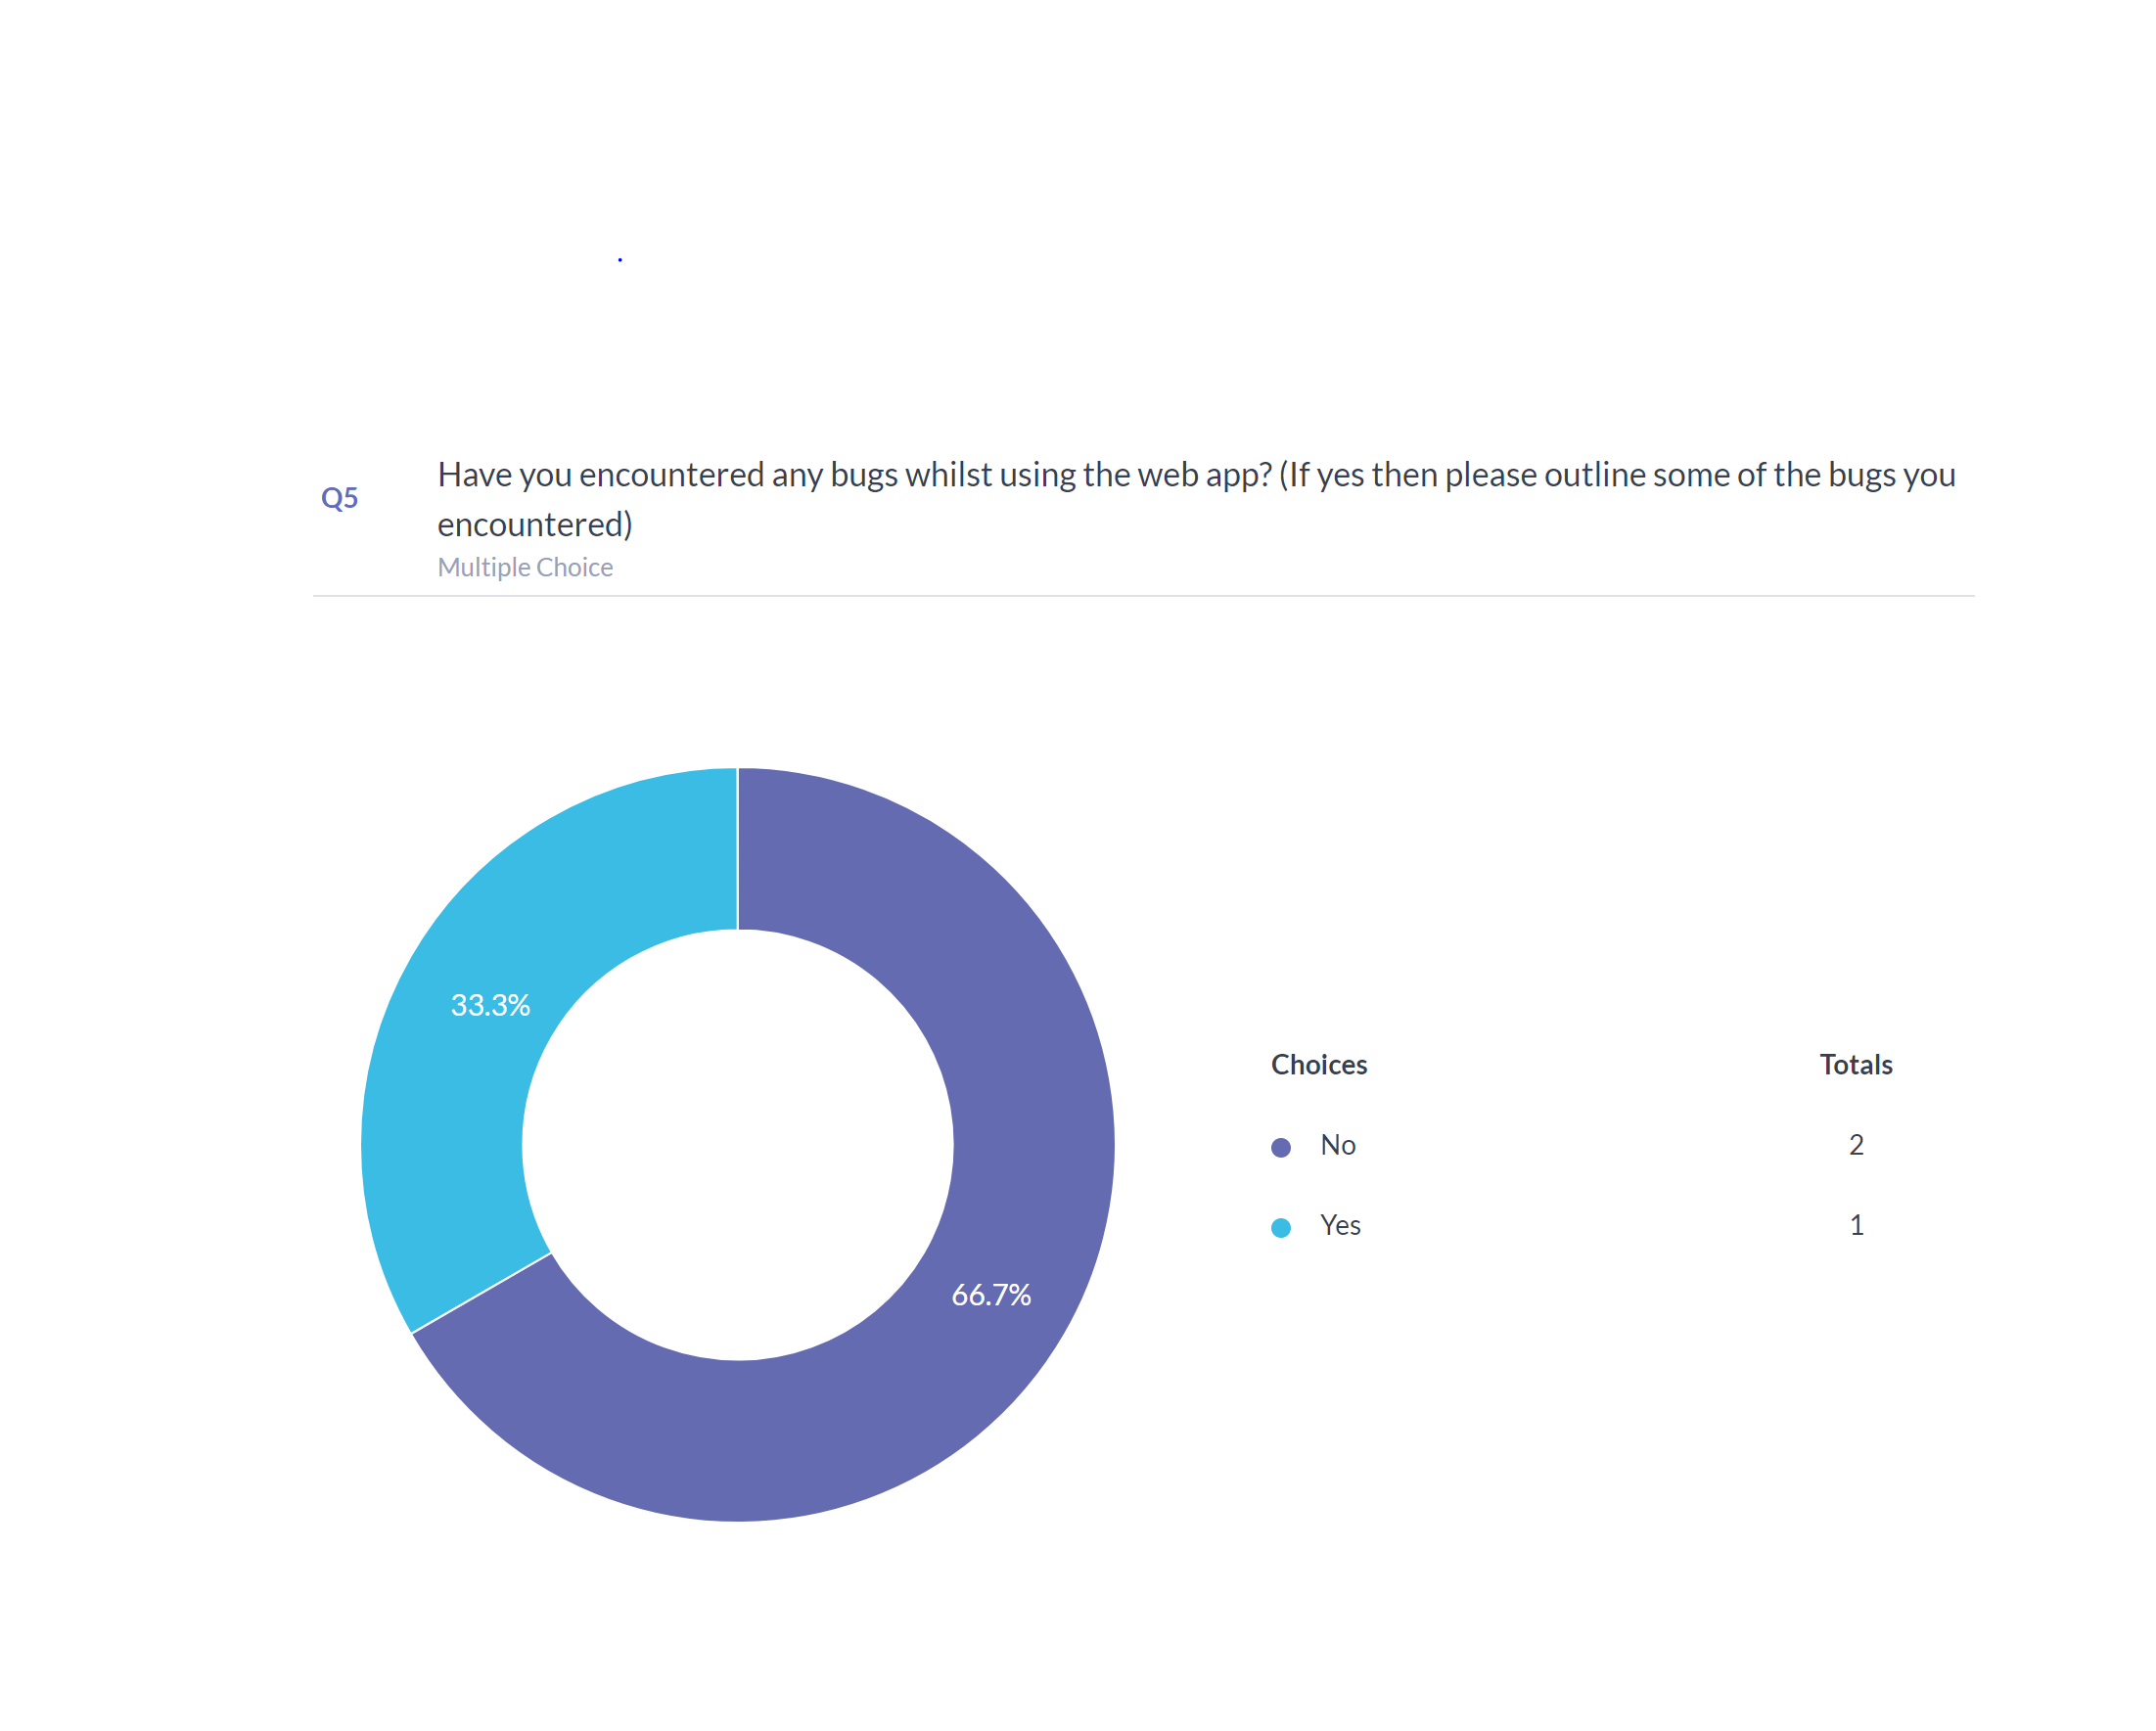 Q5
Have you encountered any bugs whilst using the web app? (If yes then please outline some of the bugs you
encountered)
Multiple Choice
33.3%
66.7%
Choices Totals
No 2
Yes 1